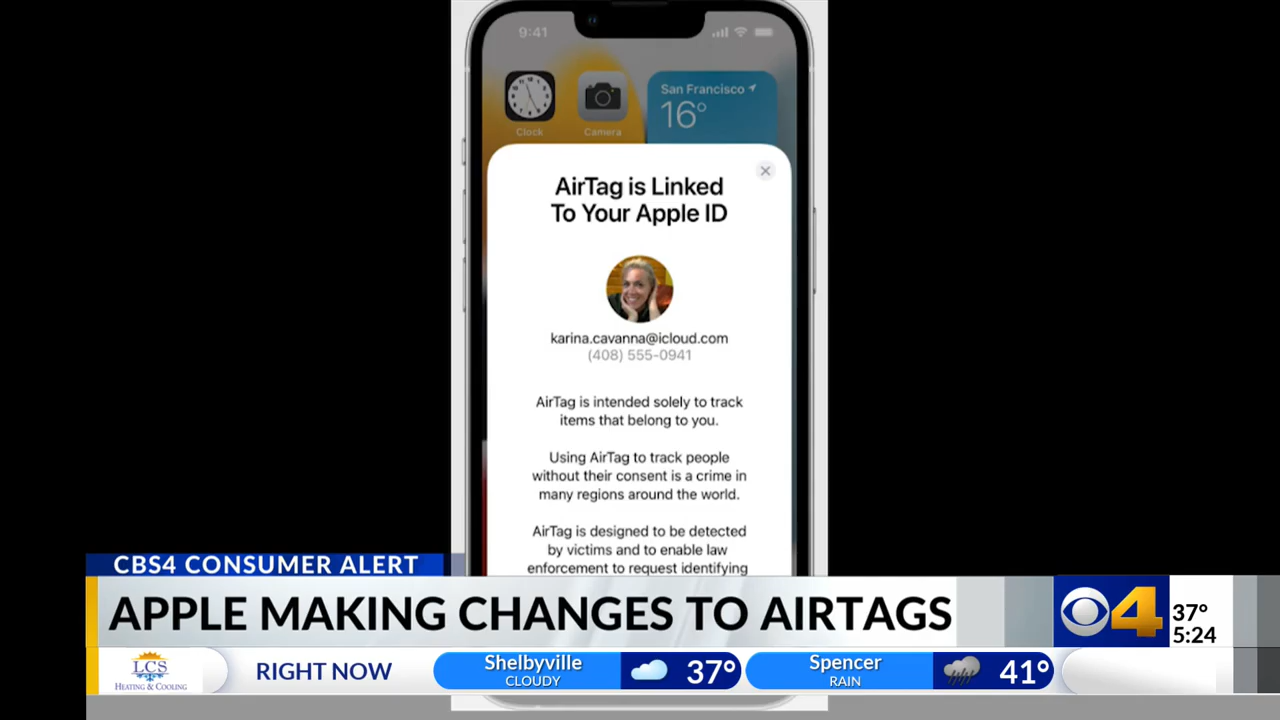 9:41
San Francisco
16°
Clock
Camera
AirTag is Linked
To Your Apple ID
karina.cavanna@icloud.com
(408) 555-0941
AirTag is intended solely to track
items that belong to you.
Using AirTag to track people
without their consent is a crime in
many regions around the world.
AirTag is designed to be detected
by victims and to enable law
enforcement to request identifying
CBS4 CONSUMER ALERT
APPLE MAKING CHANGES TO AIRTAGS
4
37°
5:24
LCS
HEATING & COOLING
RIGHT NOW
Shelbyville
CLOUDY
37°
Spencer
RAIN
41°